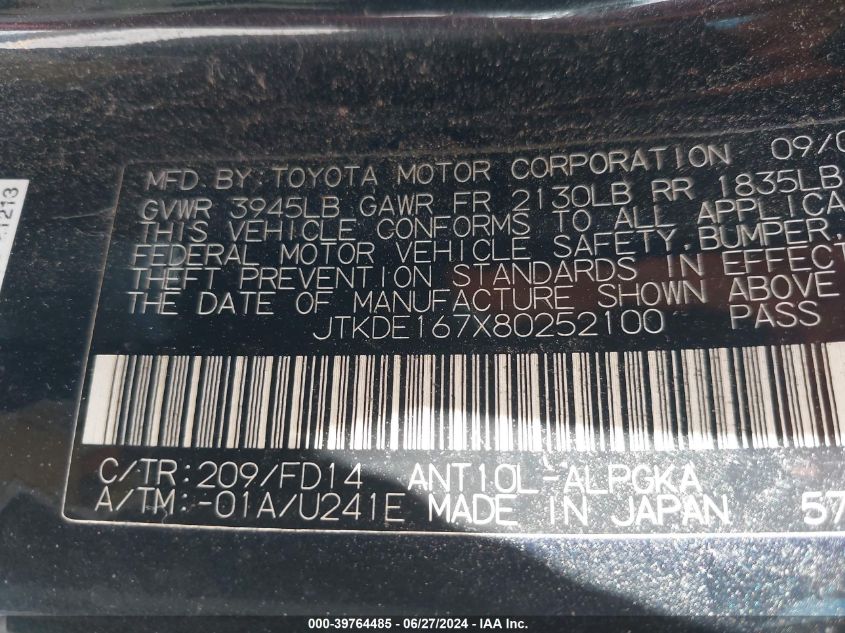 1213
MFD BY: TOYOTA MOTOR CORPORATION 09/0
GVWR 3945LB GAWR FR 2130LB RR 1835LB
THIS VEHICLE CONFORMS TO ALL APPLICA
FEDERAL MOTOR VEHICLE SAFETY, BUMPER,
THEFT PREVENTION STANDARDS IN EFFECT
THE DATE OF MANUFACTURE SHOWN ABOVE
JTKDE167X80252100 PASS
C/TR: 209/FD14 ANT10L-ALPGKA
A/TM: -01A/U241E MADE IN JAPAN 57
000-39764485 - 06/27/2024 - IAA, Inc.